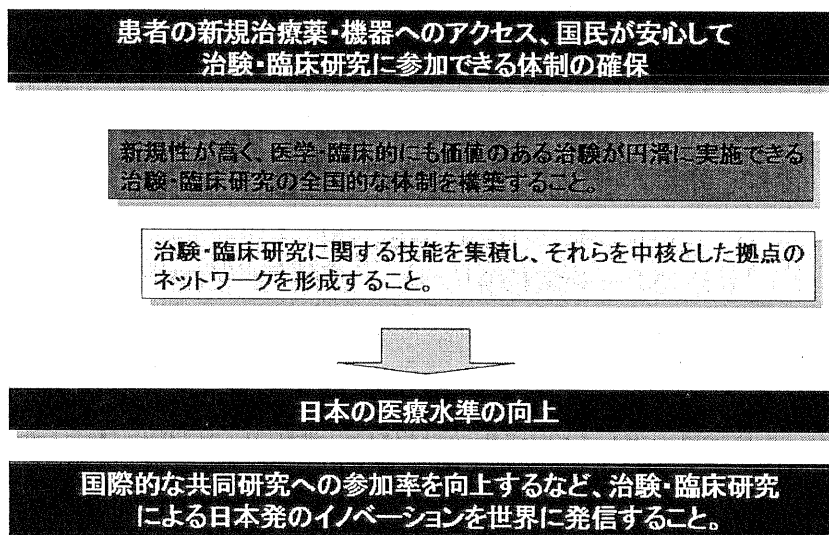 患者の新規治療薬・機器へのアクセス、国民が安心して
治験・臨床研究に参加できる体制の確保
新規性が高く、医学・臨床的にも価値のある治験が円滑に実施できる
治験・臨床研究の全国的な体制を構築すること。
治験・臨床研究に関する技能を集積し、それらを中核とした拠点の
ネットワークを形成すること。
日本の医療水準の向上
国際的な共同研究への参加率を向上するなど、治験・臨床研究
による日本発のイノベーションを世界に発信すること。